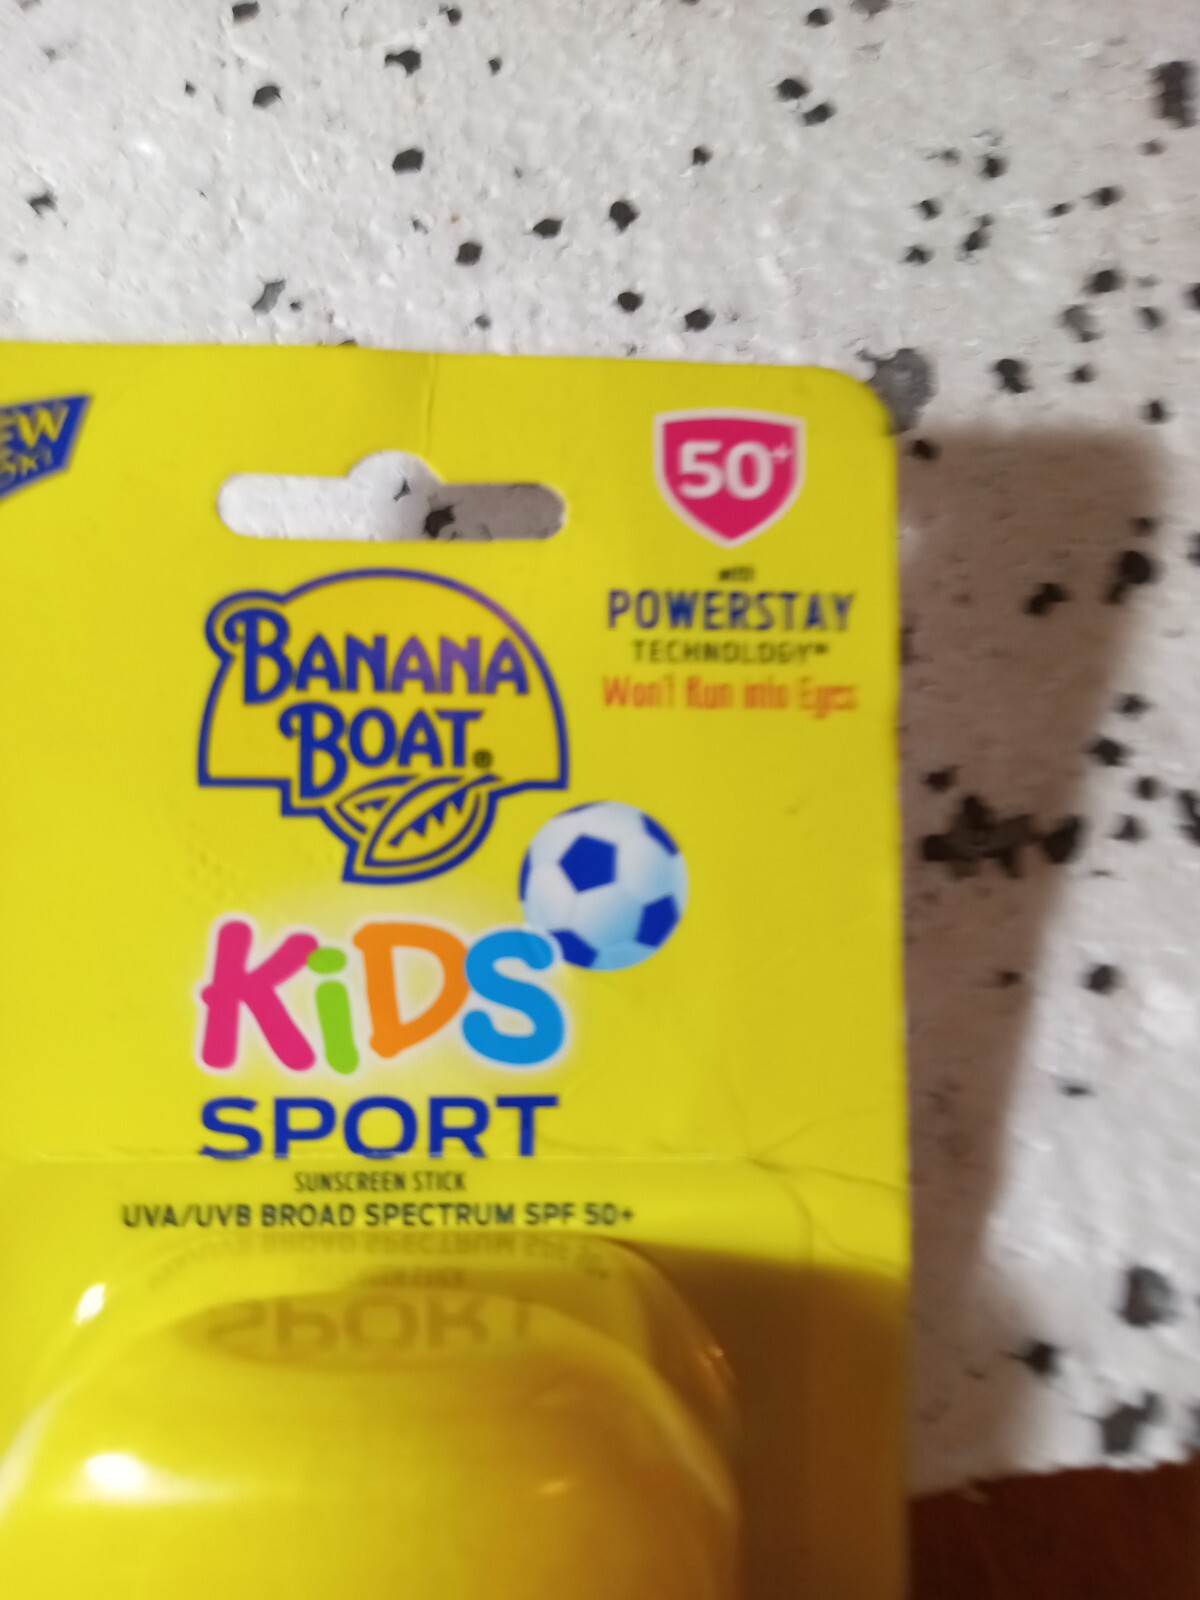 50+
POWERSTAY
TECHNOLOGY™
Won't Run into Eyes
BANANA
BOAT®
KiDS
SPORT
SUNSCREEN STICK
UVA/UVB BROAD SPECTRUM SPF 50+